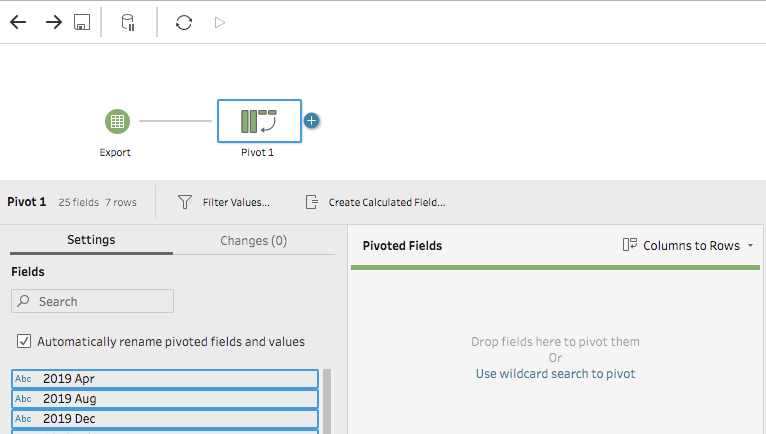 Export
Pivot 1
Pivot 1 25 fields 7 rows Filter Values... Create Calculated Field...
Settings Changes (0)
Fields
Search
Automatically rename pivoted fields and values
Abc 2019 Apr
Abc 2019 Aug
Abc 2019 Dec
Pivoted Fields Columns to Rows
Drop fields here to pivot them
Or
Use wildcard search to pivot